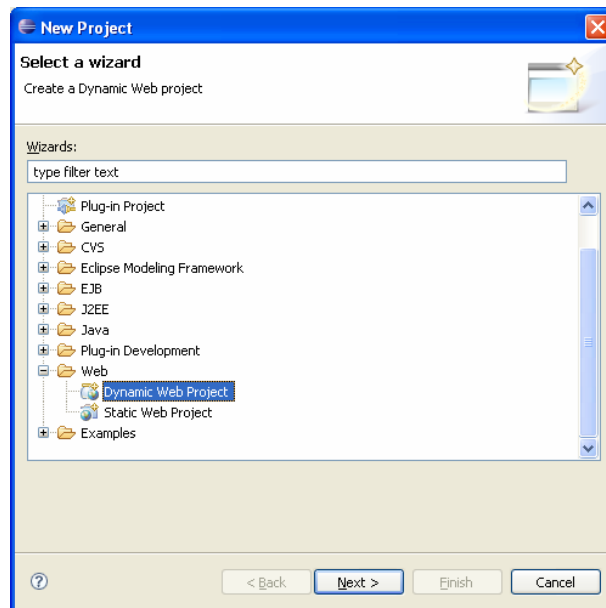 New Project
Select a wizard
Create a Dynamic Web project
Wizards:
type filter text
Plug-in Project
General
CVS
Eclipse Modeling Framework
EJB
J2EE
Java
Plug-in Development
Web
Dynamic Web Project
Static Web Project
Examples
? < Back Next > Finish Cancel